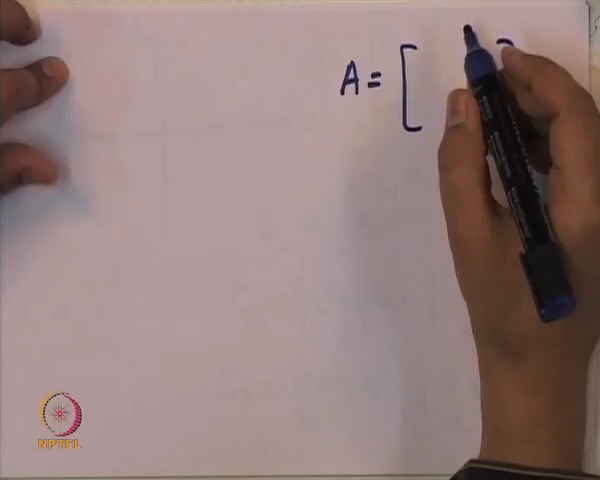 A = [ ]
NPTEL